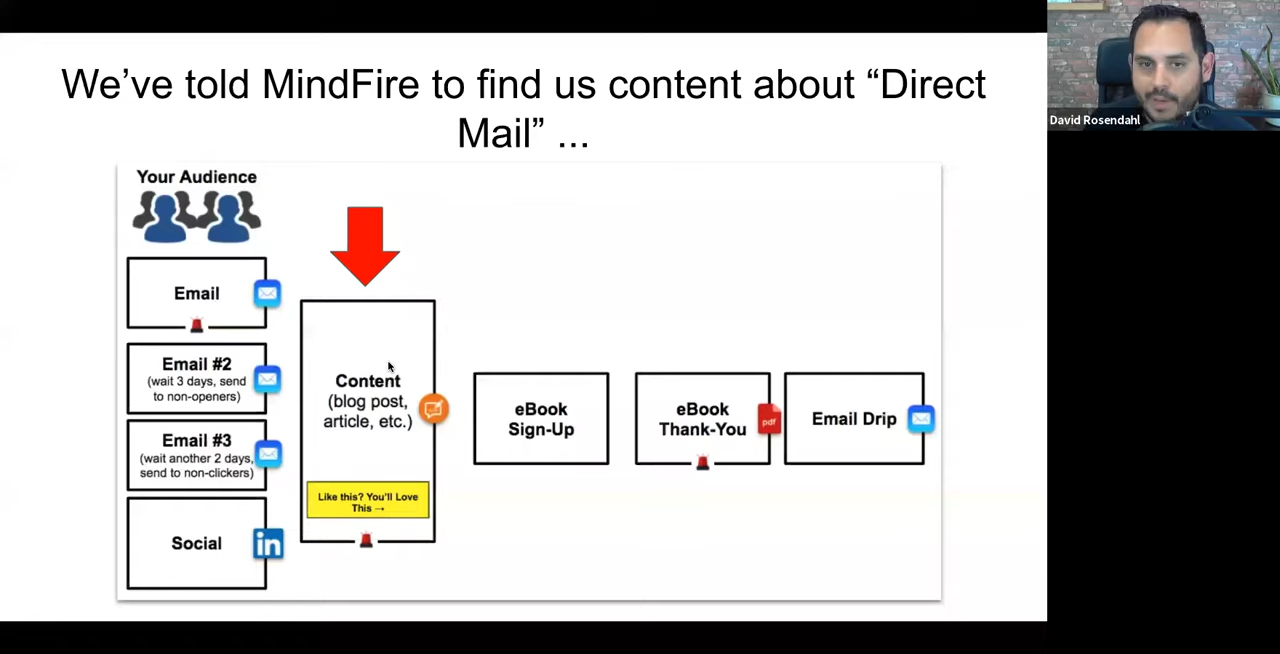 We’ve told MindFire to find us content about “Direct
Mail” ...
David Rosendahl
Your Audience
Email
Email #2
(wait 3 days, send
to non-openers)
Email #3
(wait another 2 days,
send to non-clickers)
Social
in
Content
(blog post,
article, etc.)
Like this? You’ll Love
This →
eBook
Sign-Up
eBook
Thank-You
pdf
Email Drip